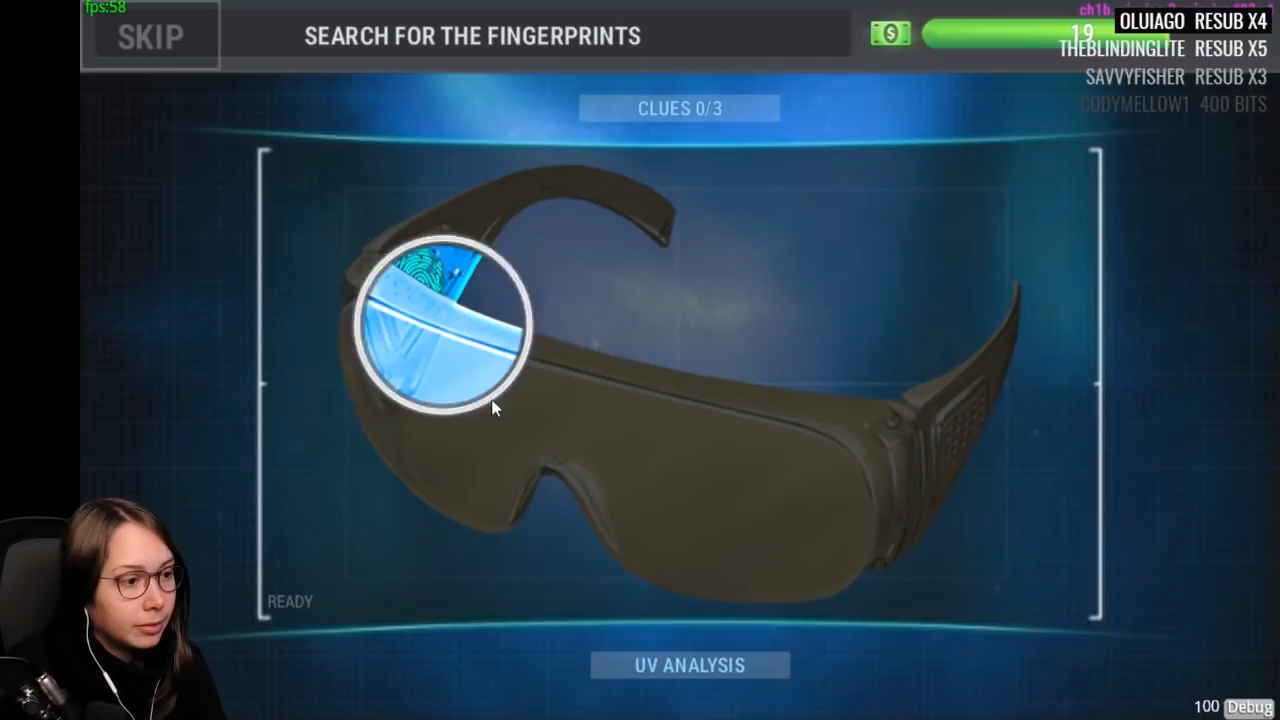 fps:58
SKIP
SEARCH FOR THE FINGERPRINTS
19
OLUIAGO RESUB X4
THEBLINDINGLITE RESUB X5
SAVVYFISHER RESUB X3
CODYMELLOW1 400 BITS
CLUES 0/3
READY
UV ANALYSIS
100 Debug